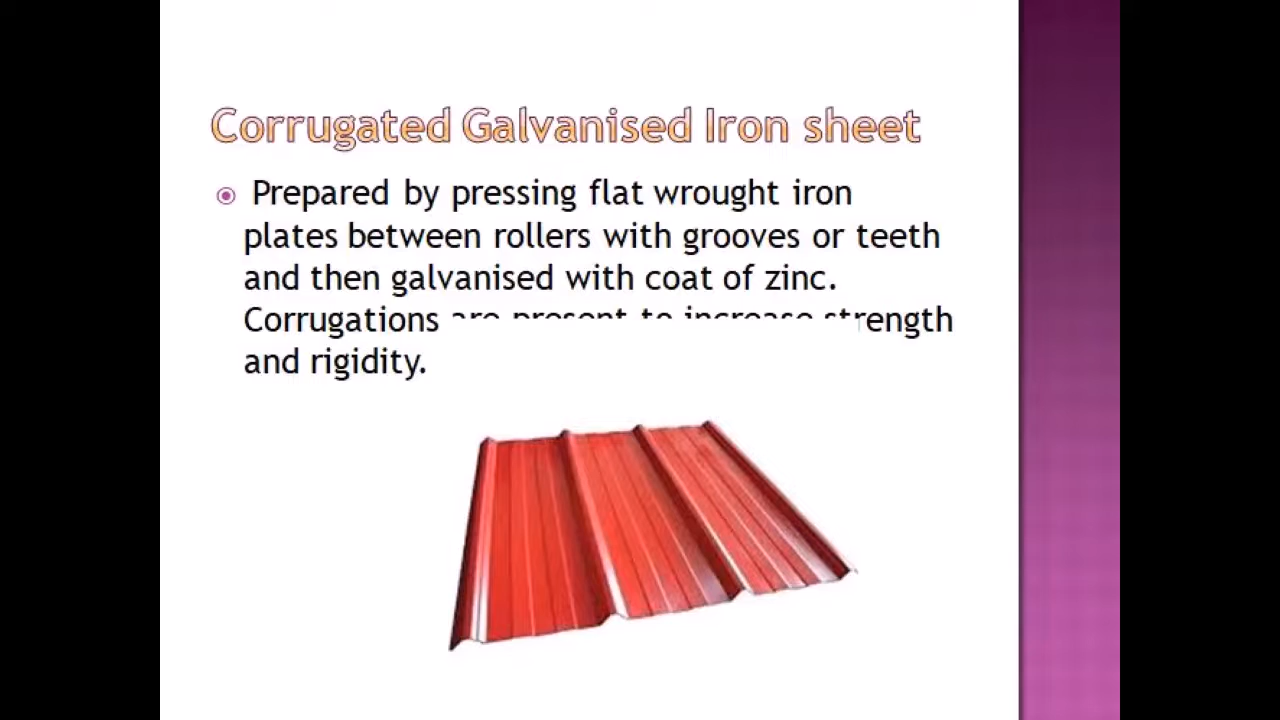 Corrugated Galvanised Iron sheet
Prepared by pressing flat wrought iron
plates between rollers with grooves or teeth
and then galvanised with coat of zinc.
Corrugations are present to increase strength
and rigidity.